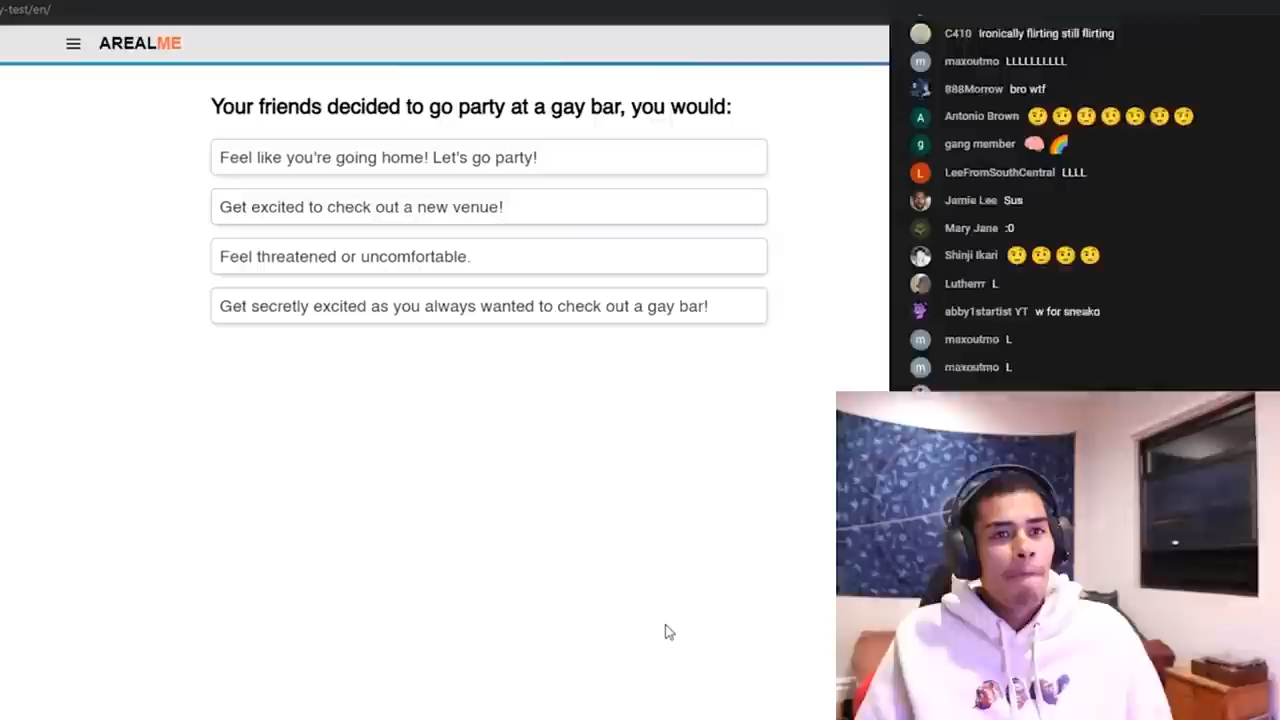 y-test/en/
AREALME
Your friends decided to go party at a gay bar, you would:
Feel like you're going home! Let's go party!
Get excited to check out a new venue!
Feel threatened or uncomfortable.
Get secretly excited as you always wanted to check out a gay bar!
C410 Ironically flirting still flirting
m maxoutmo LLLLLLLLLL
888Morrow bro wtf
A Antonio Brown 🤨🤨🤨🤨🤨🤨🤨
g gang member 🧠🌈
L LeeFromSouthCentral LLLL
Jamie Lee Sus
Mary Jane :0
Shinji Ikari 🤨🤨🤨🤨
Lutherrr L
abby1startist YT w for sneako
m maxoutmo L
m maxoutmo L